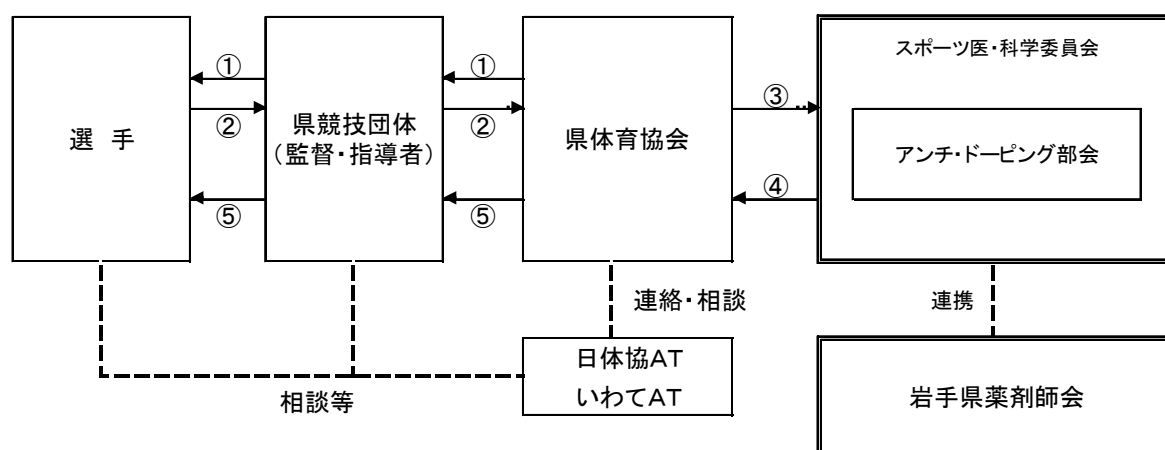 スポーツ医・科学委員会
① ①
③
② ②
選 手
県競技団体
（監督・指導者）
県体育協会
アンチ・ドーピング部会
④
⑤ ⑤
連絡・相談
連携
日体協AT
いわてAT
相談等
岩手県薬剤師会